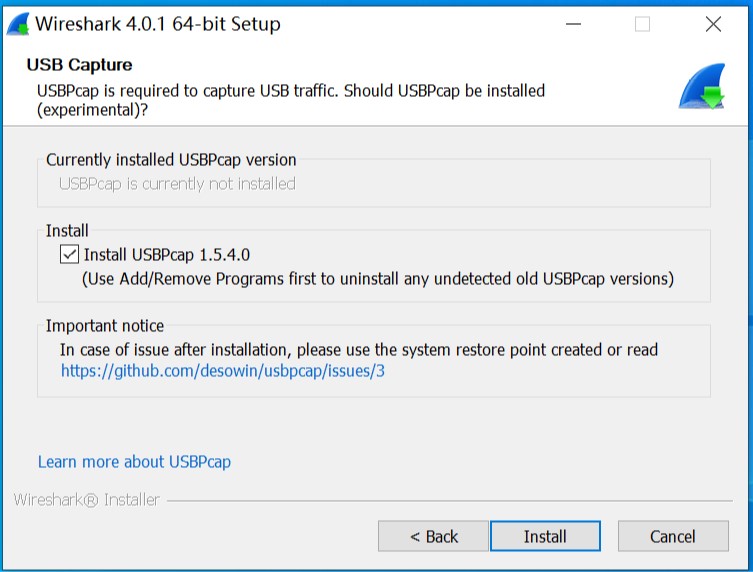 Wireshark 4.0.1 64-bit Setup
USB Capture
USBPcap is required to capture USB traffic. Should USBPcap be installed
(experimental)?
Currently installed USBPcap version
USBPcap is currently not installed
Install
Install USBPcap 1.5.4.0
(Use Add/Remove Programs first to uninstall any undetected old USBPcap versions)
Important notice
In case of issue after installation, please use the system restore point created or read
https://github.com/desowin/usbpcap/issues/3
Learn more about USBPcap
Wireshark® Installer
< Back
Install
Cancel